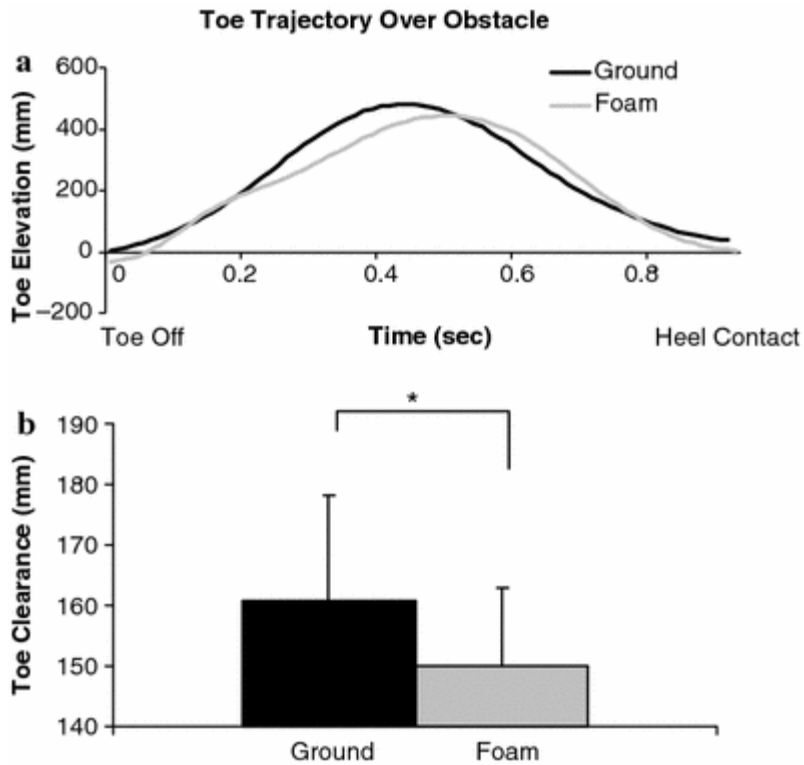 Toe Trajectory Over Obstacle
a
Toe Elevation (mm)
600
400
200
0
–200
Ground
Foam
0 0.2 0.4 0.6 0.8
Toe Off Time (sec) Heel Contact
b
Toe Clearance (mm)
190
180
170
160
150
140
*
Ground Foam